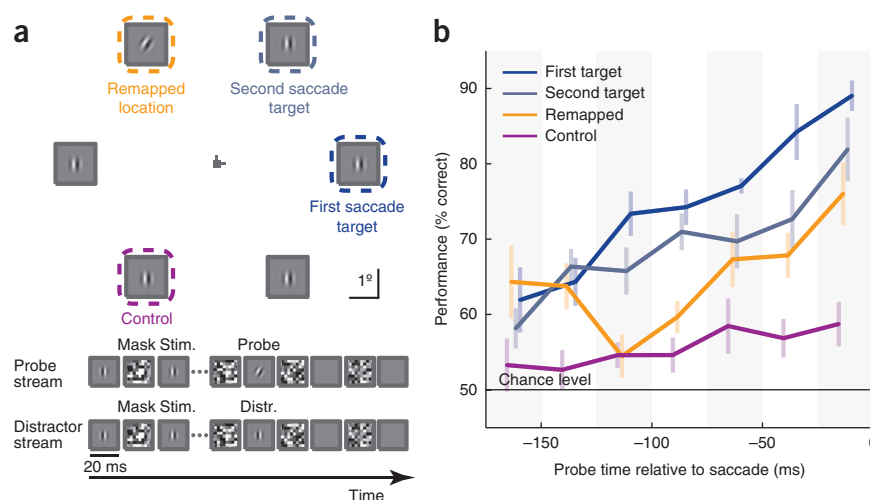 a
Remapped
location
Second saccade
target
First saccade
target
1º
Control
Mask Stim.
Probe
Probe
stream
Mask Stim.
Distr.
Distractor
stream
20 ms
Time
b
First target
Second target
Remapped
Control
Performance (% correct)
90
80
70
60
50
Chance level
–150
–100
–50
0
Probe time relative to saccade (ms)